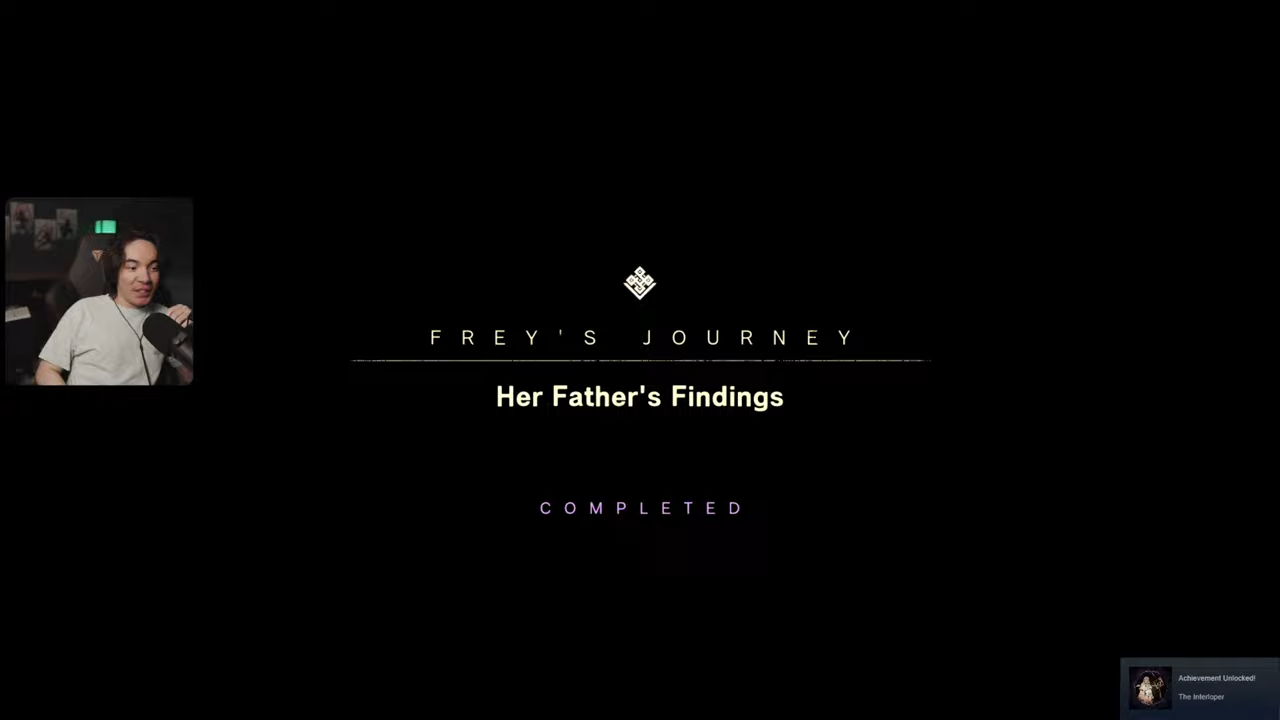 FREY'S JOURNEY
Her Father's Findings
COMPLETED
Achievement Unlocked!
The Interloper